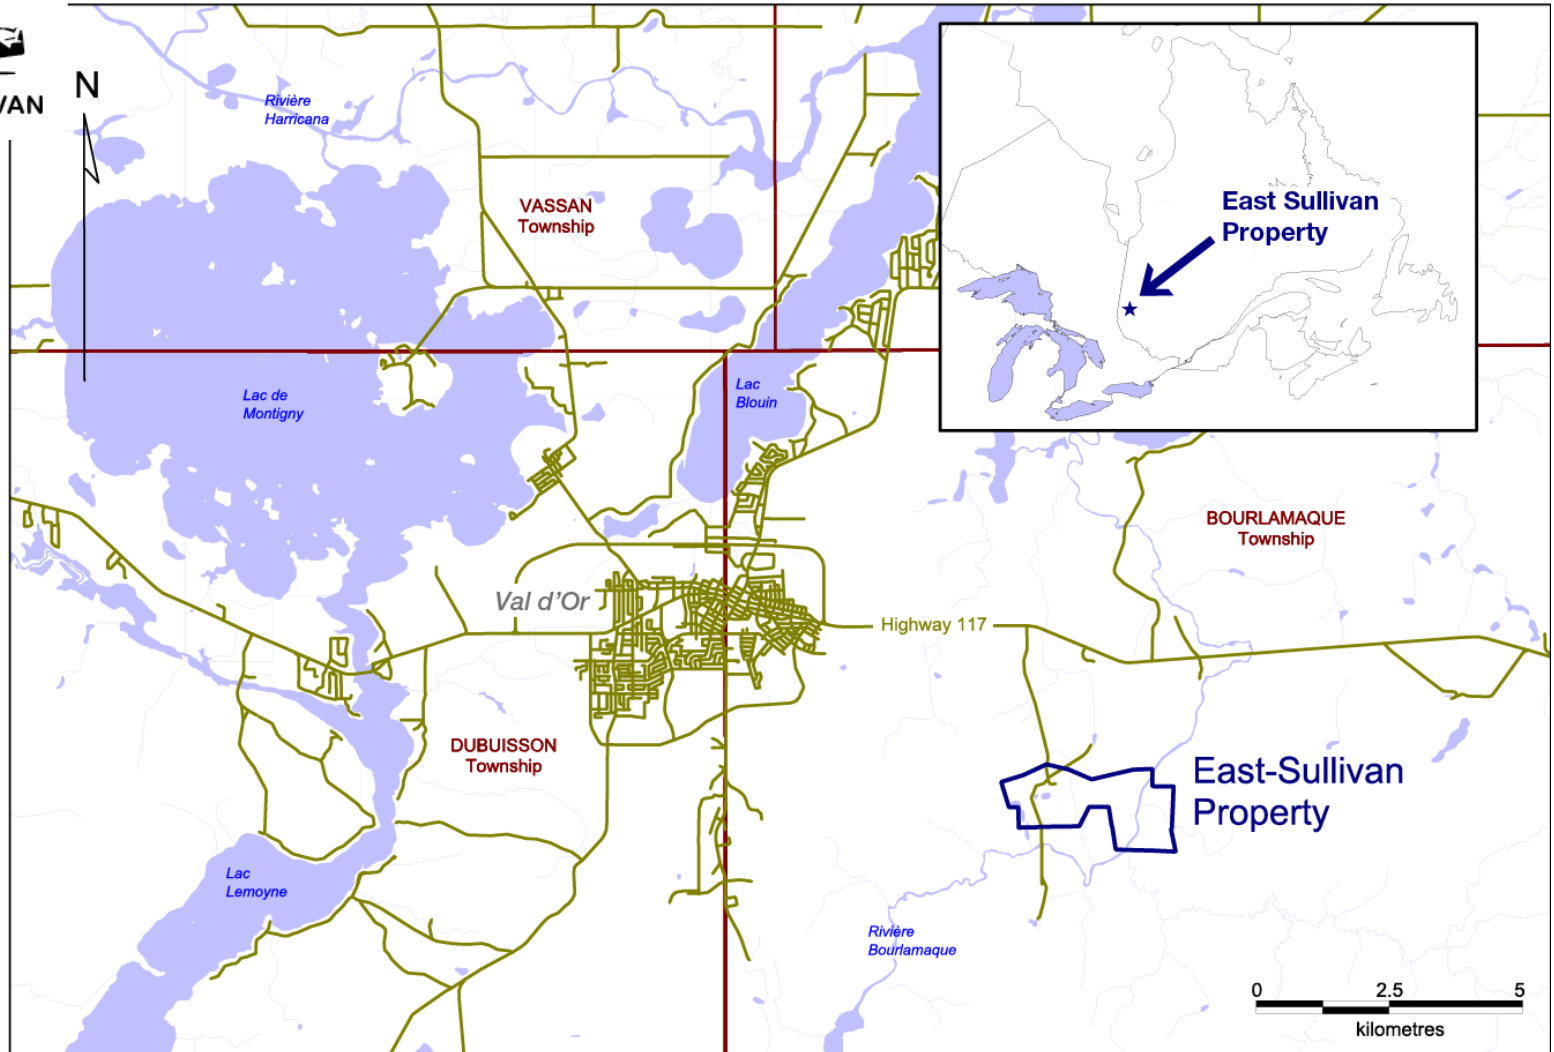 VAN
N
Rivière
Harricana
VASSAN
Township
East Sullivan
Property
Lac de
Montigny
Lac
Blouin
BOURLAMAQUE
Township
Val d'Or
Highway 117
DUBUISSON
Township
East-Sullivan
Property
Lac
Lemoyne
Rivière
Bourlamaque
0 2.5 5
kilometres